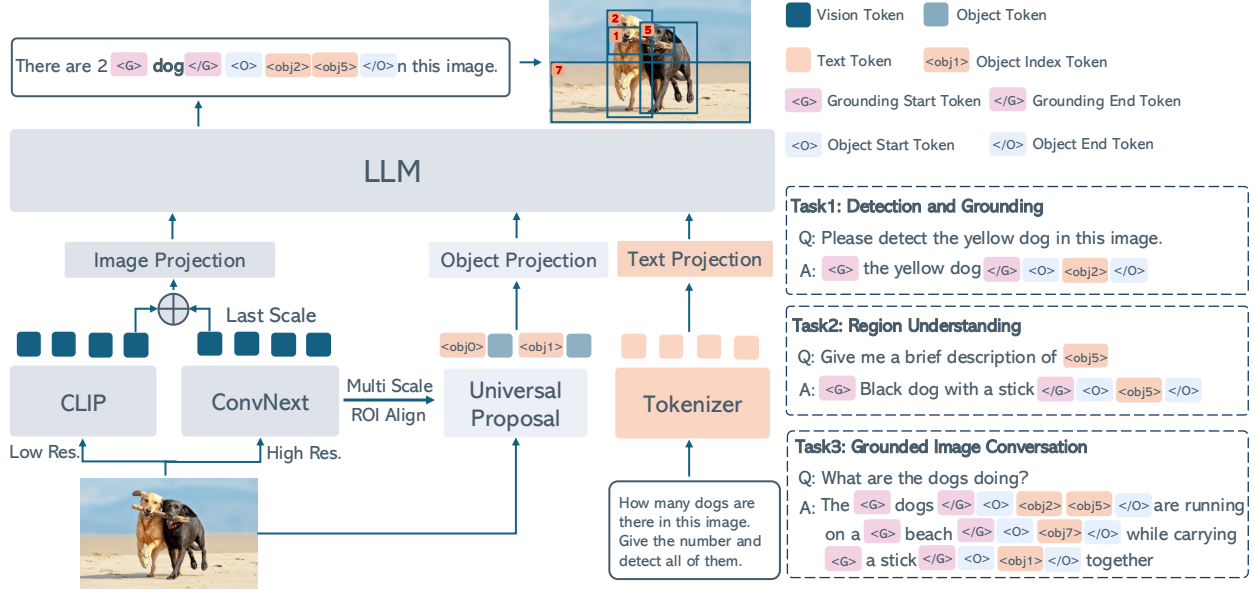 There are 2 <G> dog </G> <O> <obj2> <obj5> </O> n this image.
2
1
5
7
LLM
Image Projection
Object Projection
Text Projection
Last Scale
<obj0>
<obj1>
CLIP
ConvNext
Multi Scale
ROI Align
Universal
Proposal
Tokenizer
Low Res.
High Res.
How many dogs are
there in this image.
Give the number and
detect all of them.
Vision Token
Object Token
Text Token
<obj1> Object Index Token
<G> Grounding Start Token
</G> Grounding End Token
<O> Object Start Token
</O> Object End Token
Task1: Detection and Grounding
Q: Please detect the yellow dog in this image.
A: <G> the yellow dog </G> <O> <obj2> </O>
Task2: Region Understanding
Q: Give me a brief description of <obj5>
A: <G> Black dog with a stick </G> <O> <obj5> </O>
Task3: Grounded Image Conversation
Q: What are the dogs doing?
A: The <G> dogs </G> <O> <obj2> <obj5> </O> are running
on a <G> beach </G> <O> <obj7> </O> while carrying
<G> a stick </G> <O> <obj1> </O> together